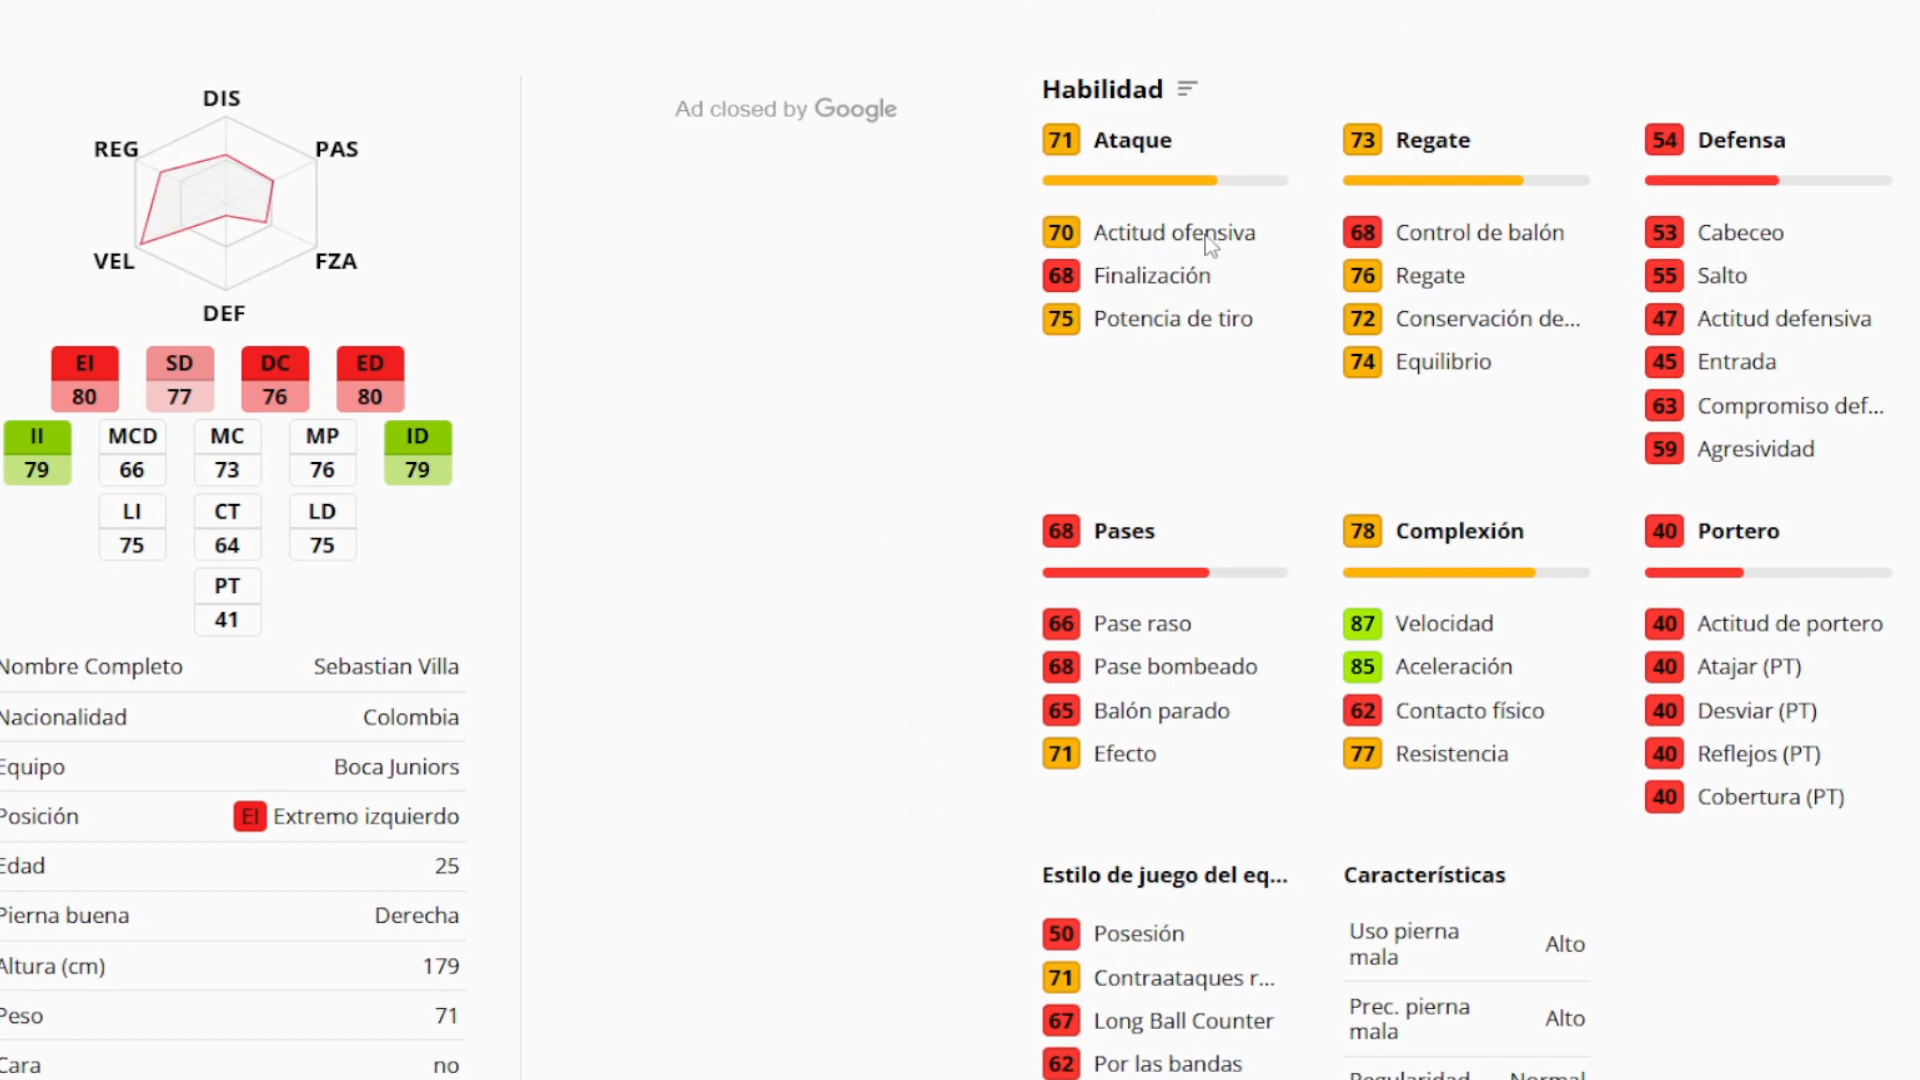 DIS
REG
PAS
VEL
FZA
DEF
EI SD DC ED
80 77 76 80
II MCD MC MP ID
79 66 73 76 79
LI CT LD
75 64 75
PT
41
Nombre Completo Sebastian Villa
Nacionalidad Colombia
Equipo Boca Juniors
Posición EI Extremo izquierdo
Edad 25
Pierna buena Derecha
Altura (cm) 179
Peso 71
Cara no
Ad closed by Google
Habilidad
71 Ataque
70 Actitud ofensiva
68 Finalización
75 Potencia de tiro
73 Regate
68 Control de balón
76 Regate
72 Conservación de...
74 Equilibrio
54 Defensa
53 Cabeceo
55 Salto
47 Actitud defensiva
45 Entrada
63 Compromiso def...
59 Agresividad
68 Pases
66 Pase raso
68 Pase bombeado
65 Balón parado
71 Efecto
78 Complexión
87 Velocidad
85 Aceleración
62 Contacto físico
77 Resistencia
40 Portero
40 Actitud de portero
40 Atajar (PT)
40 Desviar (PT)
40 Reflejos (PT)
40 Cobertura (PT)
Estilo de juego del eq...
50 Posesión
71 Contraataques r...
67 Long Ball Counter
62 Por las bandas
Características
Uso pierna
mala Alto
Prec. pierna
mala Alto
Regularidad Normal